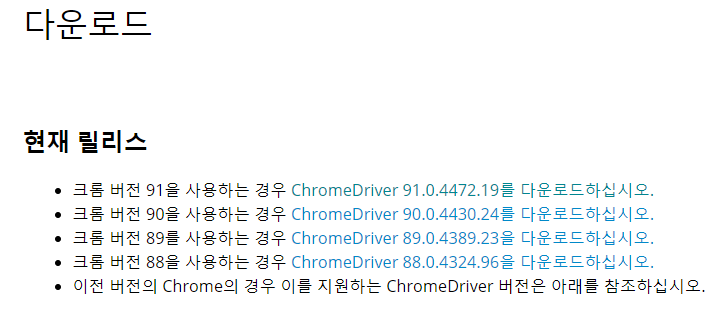 다운로드
현재 릴리스
크롬 버전 91을 사용하는 경우 ChromeDriver 91.0.4472.19를 다운로드하십시오.
크롬 버전 90을 사용하는 경우 ChromeDriver 90.0.4430.24를 다운로드하십시오.
크롬 버전 89를 사용하는 경우 ChromeDriver 89.0.4389.23을 다운로드하십시오.
크롬 버전 88을 사용하는 경우 ChromeDriver 88.0.4324.96을 다운로드하십시오.
이전 버전의 Chrome의 경우 이를 지원하는 ChromeDriver 버전은 아래를 참조하십시오.